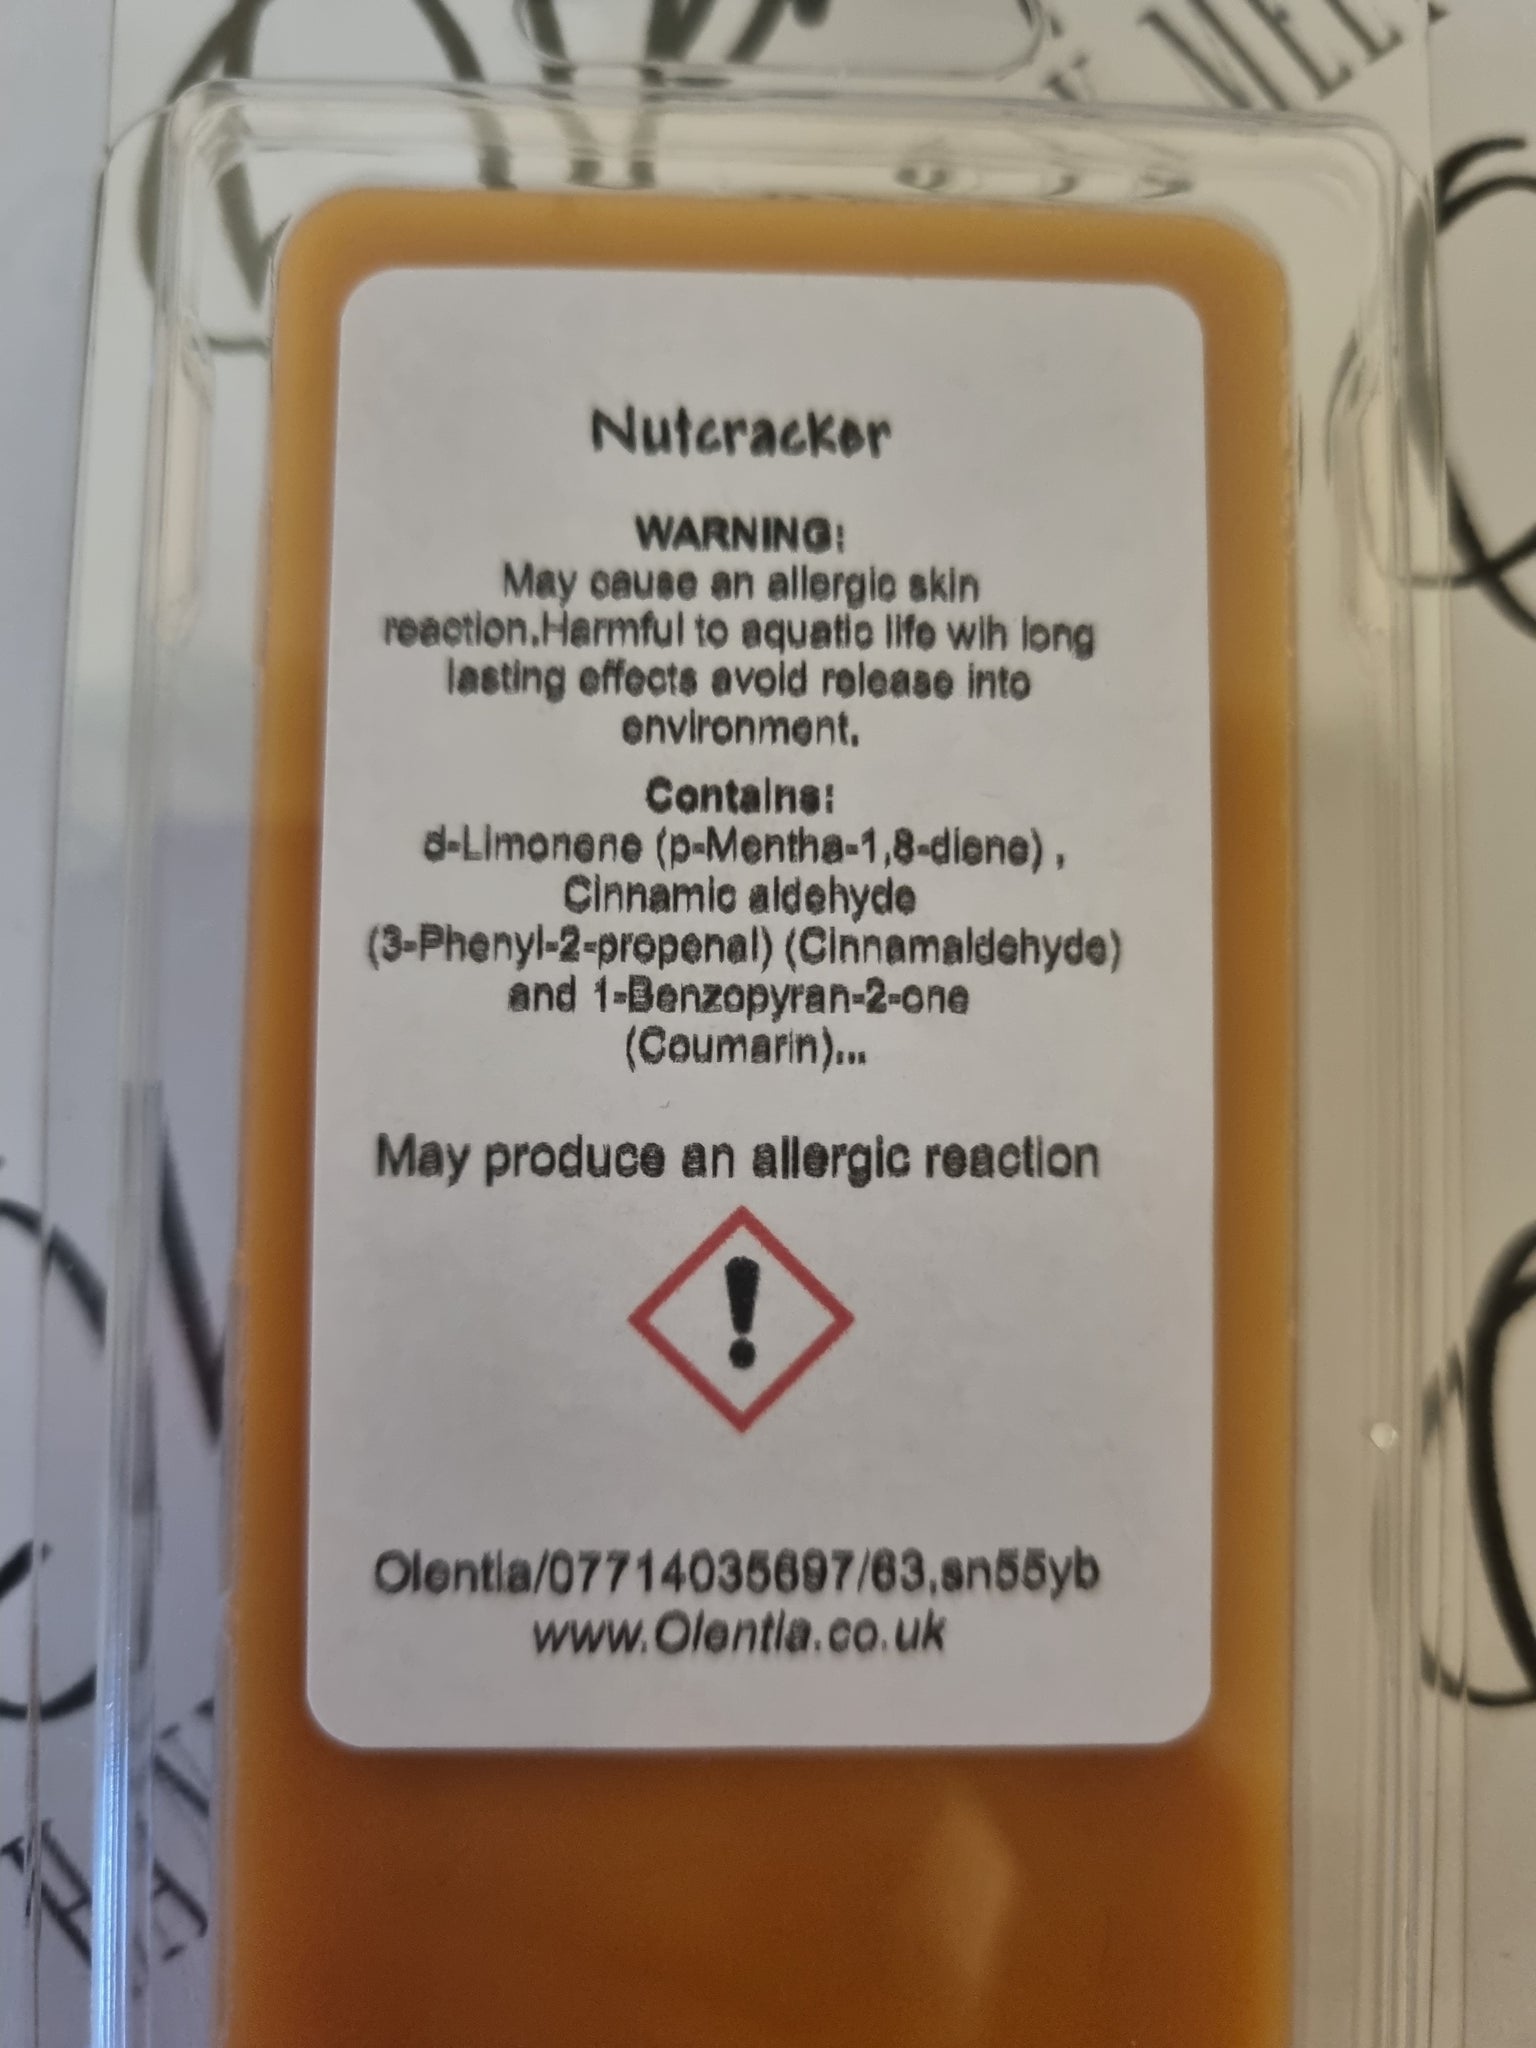 Nutcracker
WARNING:
May cause an allergic skin
reaction.Harmful to aquatic life wih long
lasting effects avoid release into
environment.
Contains:
d-Limonene (p-Mentha-1,8-diene) ,
Cinnamic aldehyde
(3-Phenyl-2-propenal) (Cinnamaldehyde)
and 1-Benzopyran-2-one
(Coumarin)...
May produce an allergic reaction
!
Olentia/07714035697/63,sn55yb
www.Olentia.co.uk